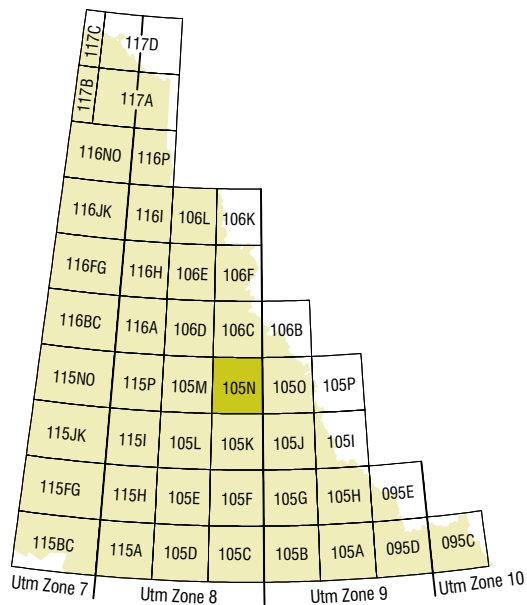 117C
117D
117B
117A
116NO 116P
116JK 116I 106L 106K
116FG 116H 106E 106F
116BC 116A 106D 106C 106B
115NO 115P 105M 105N 105O 105P
115JK 115I 105L 105K 105J 105I
115FG 115H 105E 105F 105G 105H 095E
115BC 115A 105D 105C 105B 105A 095D 095C
Utm Zone 7 Utm Zone 8 Utm Zone 9 Utm Zone 10